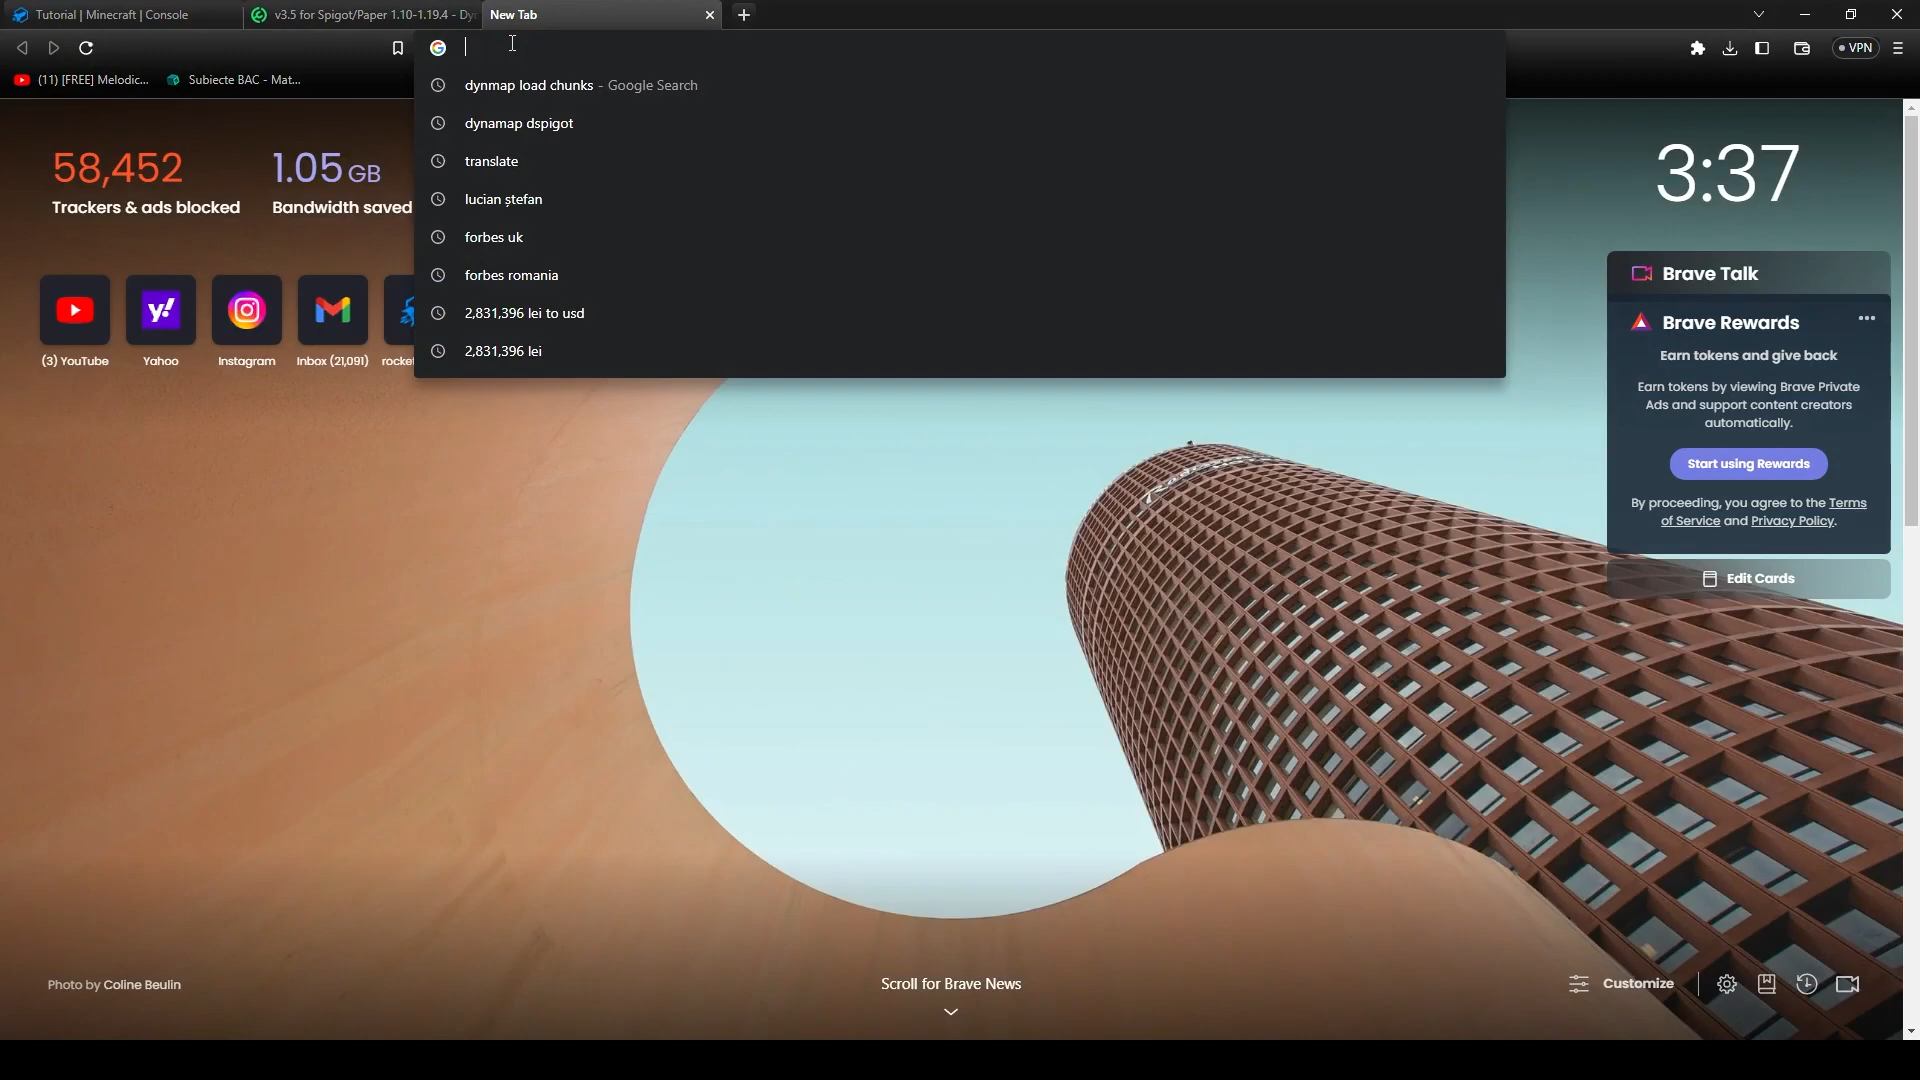 Tutorial | Minecraft | Console
v3.5 for Spigot/Paper 1.10-1.19.4 - Dy
New Tab
VPN
(11) [FREE] Melodic...
Subiecte BAC - Mat...
dynmap load chunks - Google Search
dynamap dspigot
translate
lucian ștefan
forbes uk
forbes romania
2,831,396 lei to usd
2,831,396 lei
58,452
Trackers & ads blocked
1.05 GB
Bandwidth saved
3:37
(3) YouTube
Yahoo
Instagram
Inbox (21,091)
rocket
Brave Talk
Brave Rewards
Earn tokens and give back
Earn tokens by viewing Brave Private
Ads and support content creators
automatically.
Start using Rewards
By proceeding, you agree to the Terms
of Service and Privacy Policy.
Edit Cards
Photo by Coline Beulin
Scroll for Brave News
Customize